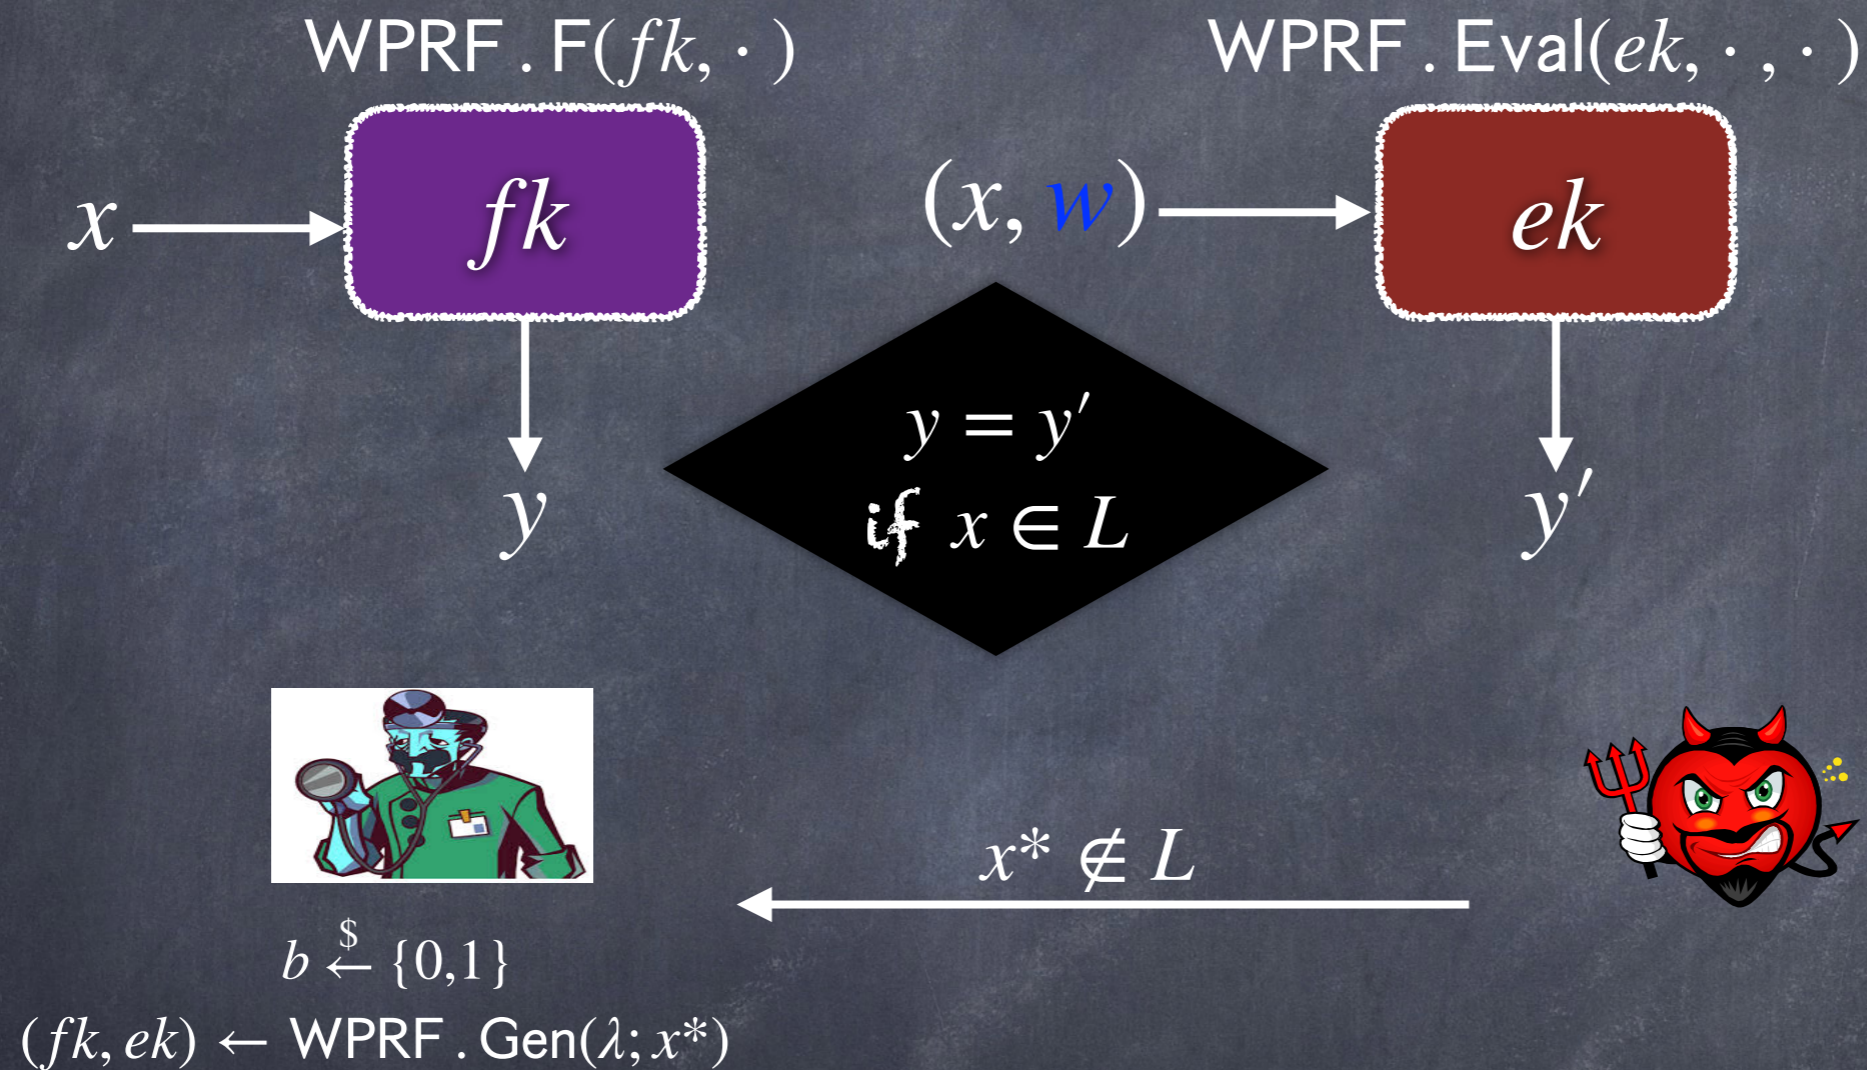 WPRF.F(fk, · )
WPRF.Eval(ek, · , · )
x
fk
(x, w)
ek
y = y′
if x ∈ L
y
y′
x* ∉ L
b $← {0,1}
(fk, ek) ← WPRF.Gen(λ; x*)